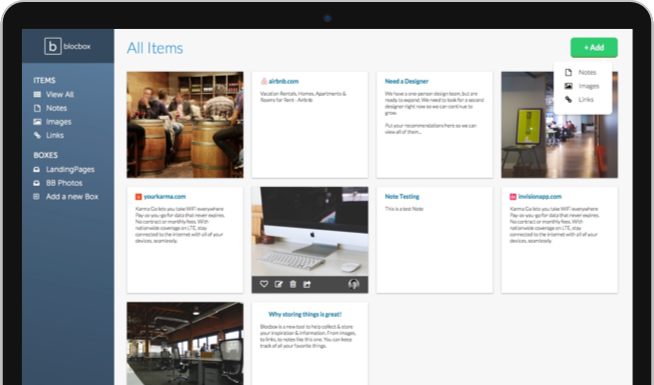 b blocbox
All Items
+ Add
Notes
Images
Links
ITEMS
View All
Notes
Images
Links
BOXES
LandingPages
BB Photos
Add a new Box
airbnb.com
Vacation Rentals, Homes, Apartments &
Rooms for Rent - Airbnb
Need a Designer
We have a one-person design team, but are
ready to expand. We need to look for a second
designer right now so we can continue to
grow.
Put your recommendations here so we can
view all of them...
yourkarma.com
Karma Go lets you take WiFi everywhere
Pay-as-you-go for data that never expires.
No contract or monthly fees. With
nationwide coverage on LTE, stay
connected to the internet with all of your
devices, seamlessly.
Note Testing
This is a test Note
in invisionapp.com
Karma Go lets you take WiFi everywhere
Pay-as-you-go for data that never expires.
No contract or monthly fees. With
nationwide coverage on LTE, stay
connected to the internet with all of your
devices, seamlessly.
Why storing things is great!
Blocbox is a new tool to help collect & store
your inspiration & information. From images,
to links, to notes like this one. You can keep
track of all your favorite things.